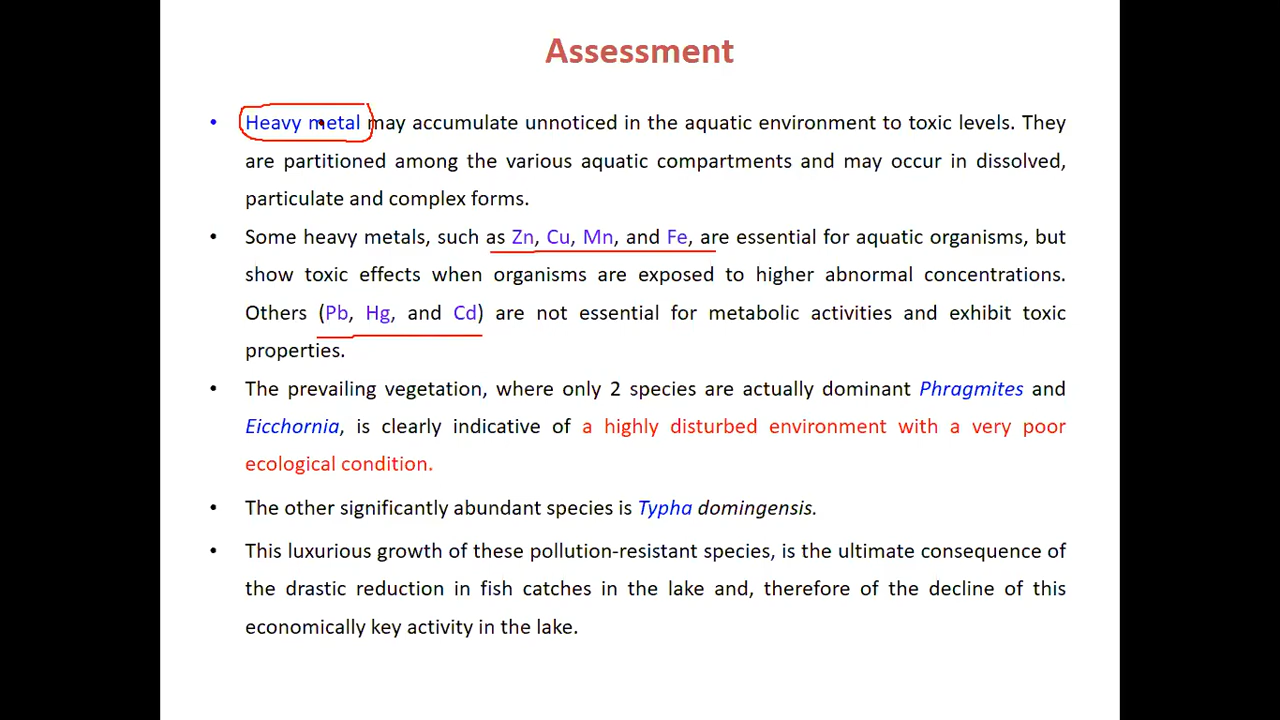 Assessment
• Heavy metal may accumulate unnoticed in the aquatic environment to toxic levels. They
are partitioned among the various aquatic compartments and may occur in dissolved,
particulate and complex forms.
• Some heavy metals, such as Zn, Cu, Mn, and Fe, are essential for aquatic organisms, but
show toxic effects when organisms are exposed to higher abnormal concentrations.
Others (Pb, Hg, and Cd) are not essential for metabolic activities and exhibit toxic
properties.
• The prevailing vegetation, where only 2 species are actually dominant Phragmites and
Eicchornia, is clearly indicative of a highly disturbed environment with a very poor
ecological condition.
• The other significantly abundant species is Typha domingensis.
• This luxurious growth of these pollution-resistant species, is the ultimate consequence of
the drastic reduction in fish catches in the lake and, therefore of the decline of this
economically key activity in the lake.